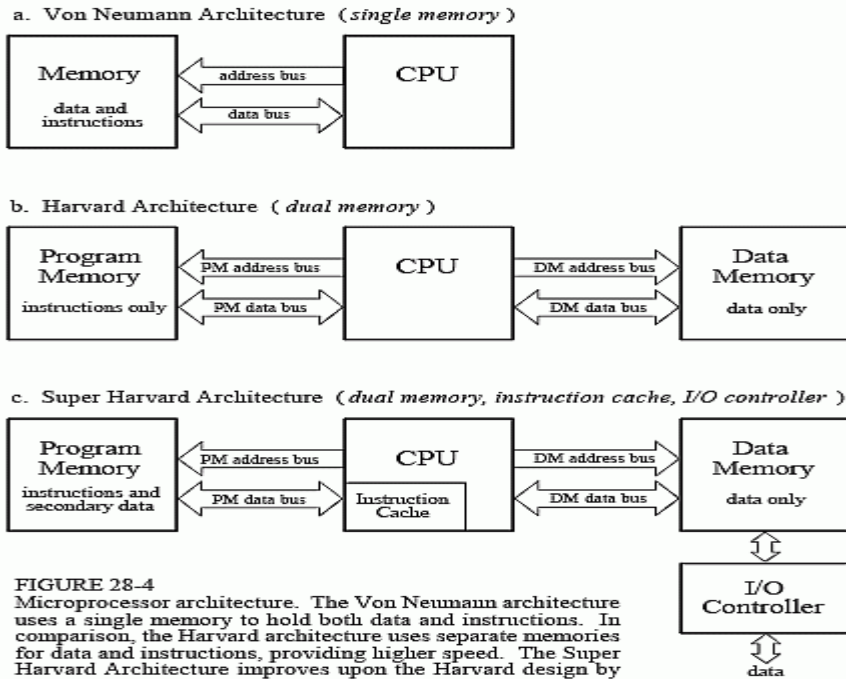 a. Von Neumann Architecture (single memory)
Memory
data and
instructions
address bus
data bus
CPU
b. Harvard Architecture (dual memory)
Program
Memory
instructions only
PM address bus
PM data bus
CPU
DM address bus
DM data bus
Data
Memory
data only
c. Super Harvard Architecture (dual memory, instruction cache, I/O controller)
Program
Memory
instructions and
secondary data
PM address bus
PM data bus
CPU
Instruction
Cache
DM address bus
DM data bus
Data
Memory
data only
I/O
Controller
data
FIGURE 28-4
Microprocessor architecture. The Von Neumann architecture
uses a single memory to hold both data and instructions. In
comparison, the Harvard architecture uses separate memories
for data and instructions, providing higher speed. The Super
Harvard Architecture improves upon the Harvard design by